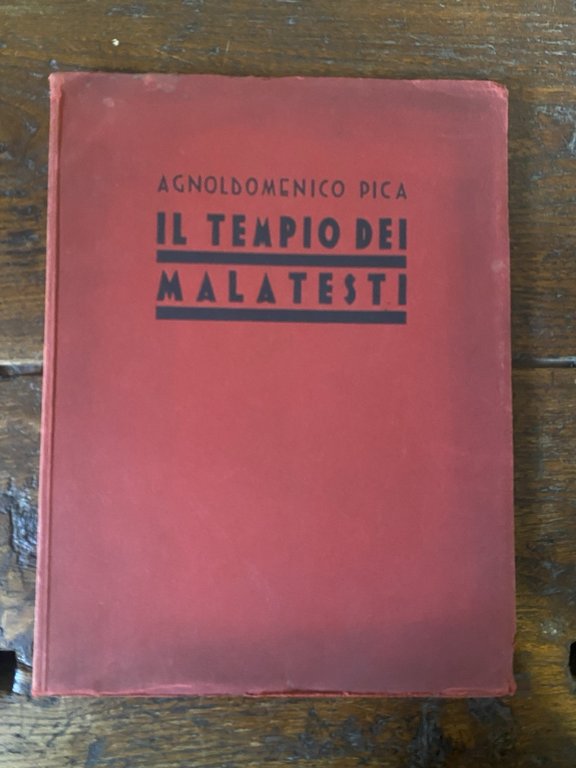 AGNOLDOMENICO PICA
IL TEMPIO DEI
MALATESTI